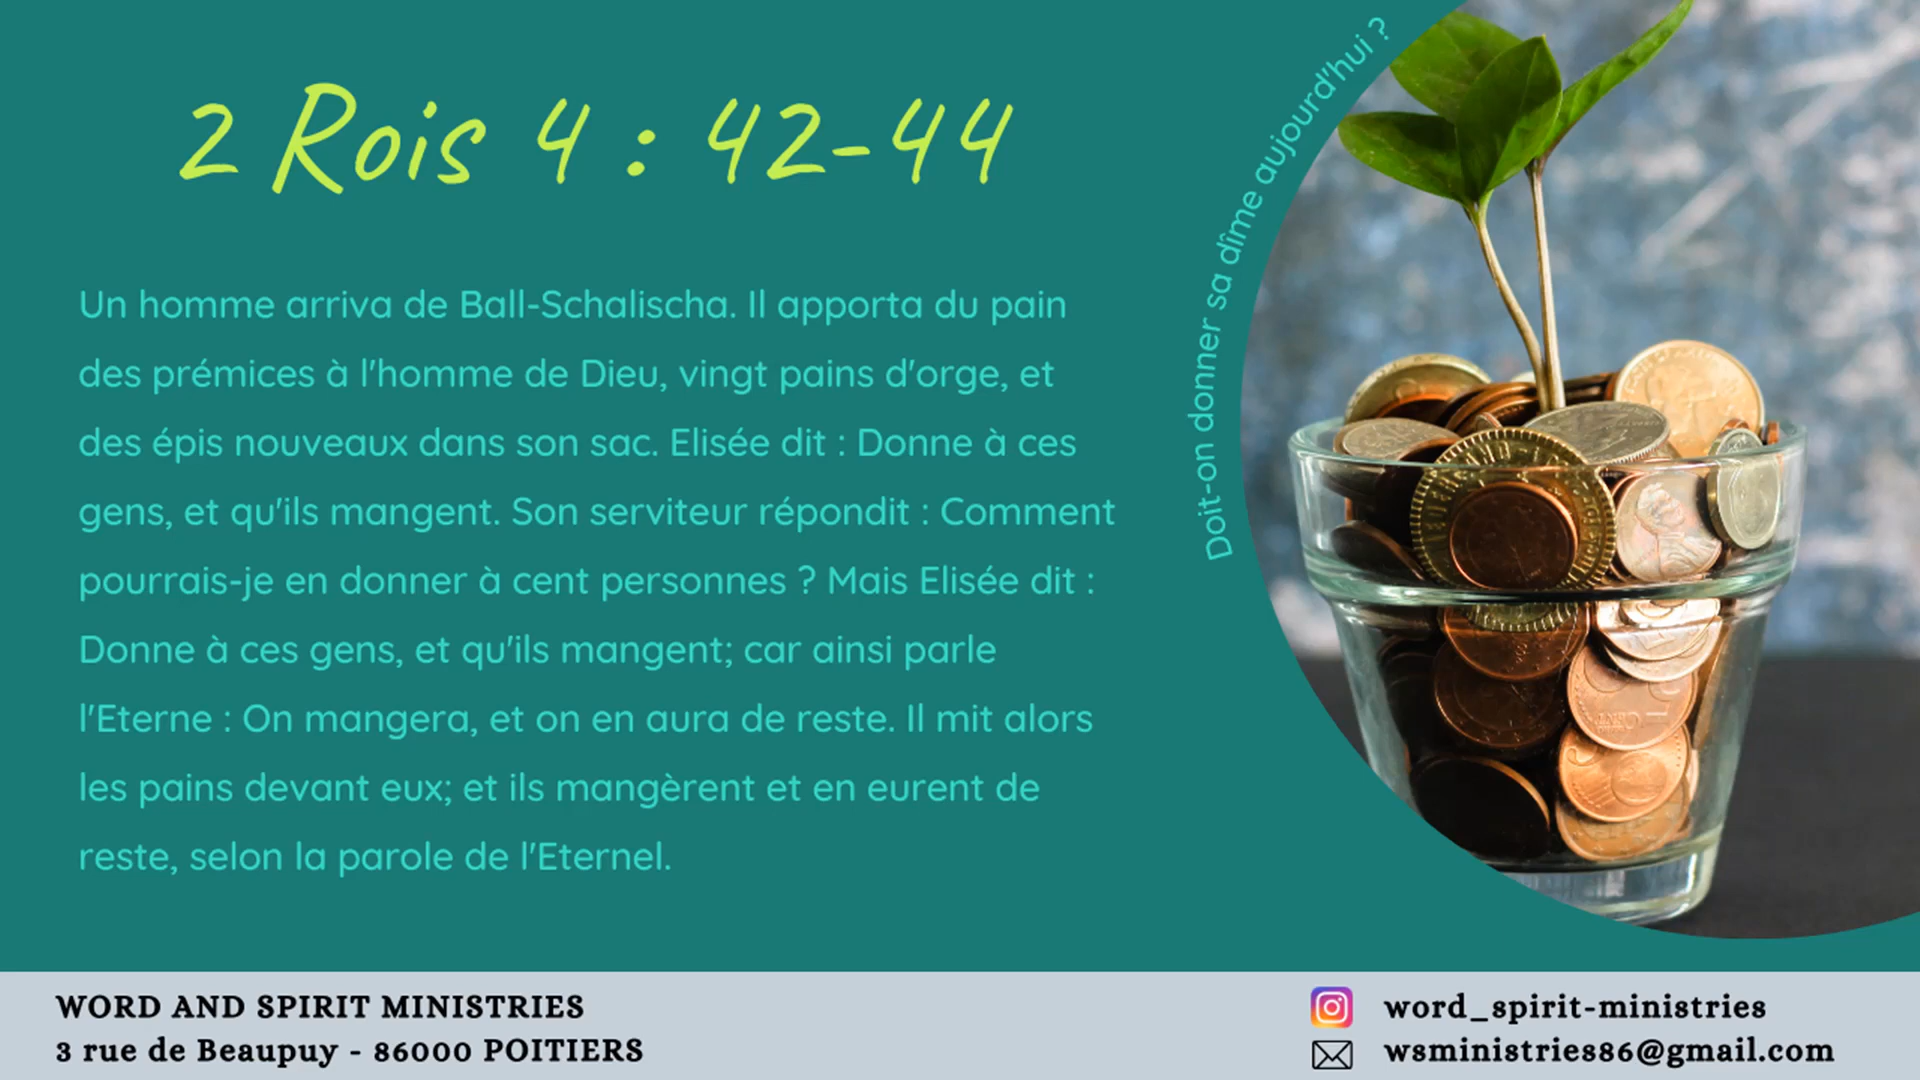 2 Rois 4 : 42-44
Un homme arriva de Ball-Schalischa. Il apporta du pain
des prémices à l'homme de Dieu, vingt pains d'orge, et
des épis nouveaux dans son sac. Elisée dit : Donne à ces
gens, et qu'ils mangent. Son serviteur répondit : Comment
pourrais-je en donner à cent personnes ? Mais Elisée dit :
Donne à ces gens, et qu'ils mangent; car ainsi parle
l'Eterne : On mangera, et on en aura de reste. Il mit alors
les pains devant eux; et ils mangèrent et en eurent de
reste, selon la parole de l'Eternel.
Doit-on donner sa dîme aujourd'hui ?
WORD AND SPIRIT MINISTRIES
3 rue de Beaupuy - 86000 POITIERS
word_spirit-ministries
wsministries86@gmail.com